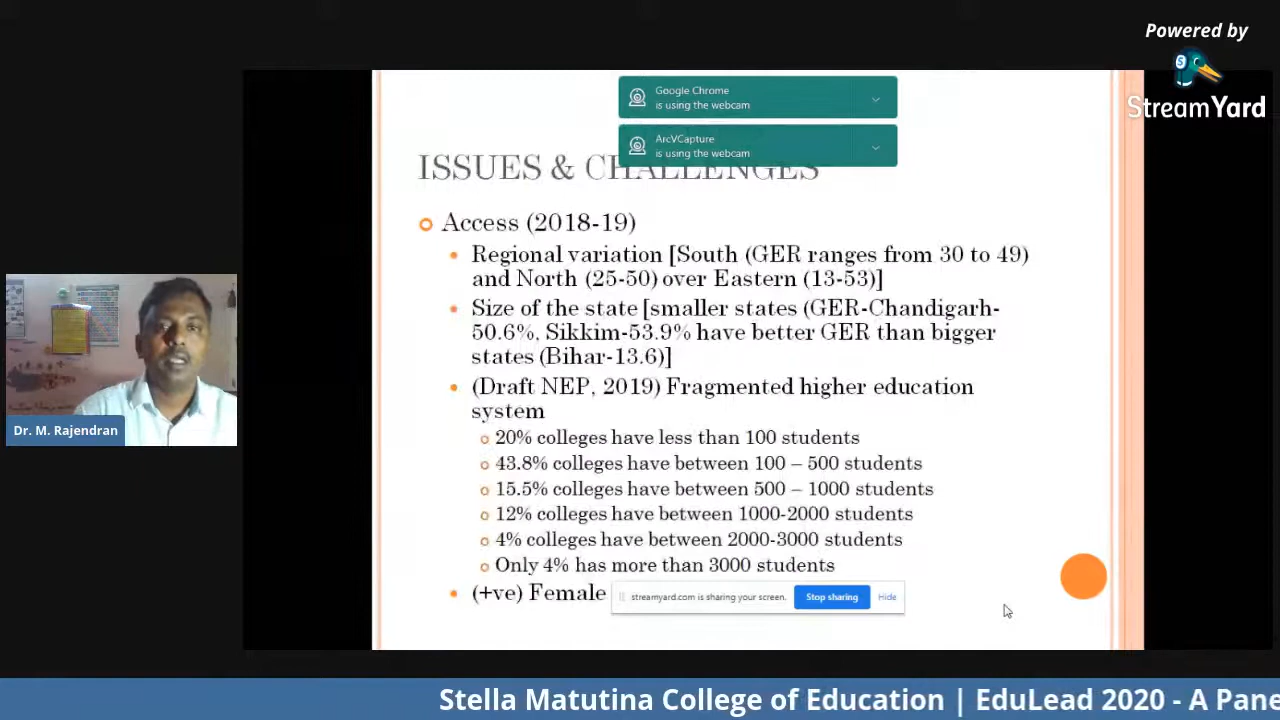 Powered by
StreamYard
Google Chrome
is using the webcam
ArcVCapture
is using the webcam
ISSUES & CHALLENGES
Access (2018-19)
Regional variation [South (GER ranges from 30 to 49)
and North (25-50) over Eastern (13-53)]
Size of the state [smaller states (GER-Chandigarh-
50.6%, Sikkim-53.9% have better GER than bigger
states (Bihar-13.6)]
(Draft NEP, 2019) Fragmented higher education
system
20% colleges have less than 100 students
43.8% colleges have between 100 – 500 students
15.5% colleges have between 500 – 1000 students
12% colleges have between 1000-2000 students
4% colleges have between 2000-3000 students
Only 4% has more than 3000 students
(+ve) Female
streamyard.com is sharing your screen.
Stop sharing
Hide
Dr. M. Rajendran
Stella Matutina College of Education | EduLead 2020 - A Pane